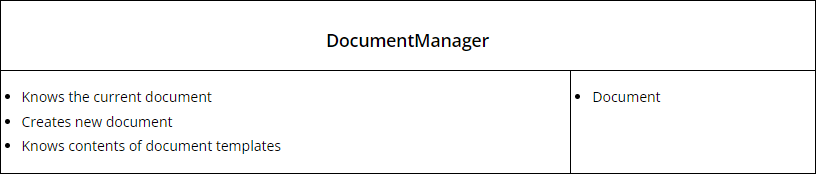 DocumentManager
• Knows the current document
• Creates new document
• Knows contents of document templates
• Document